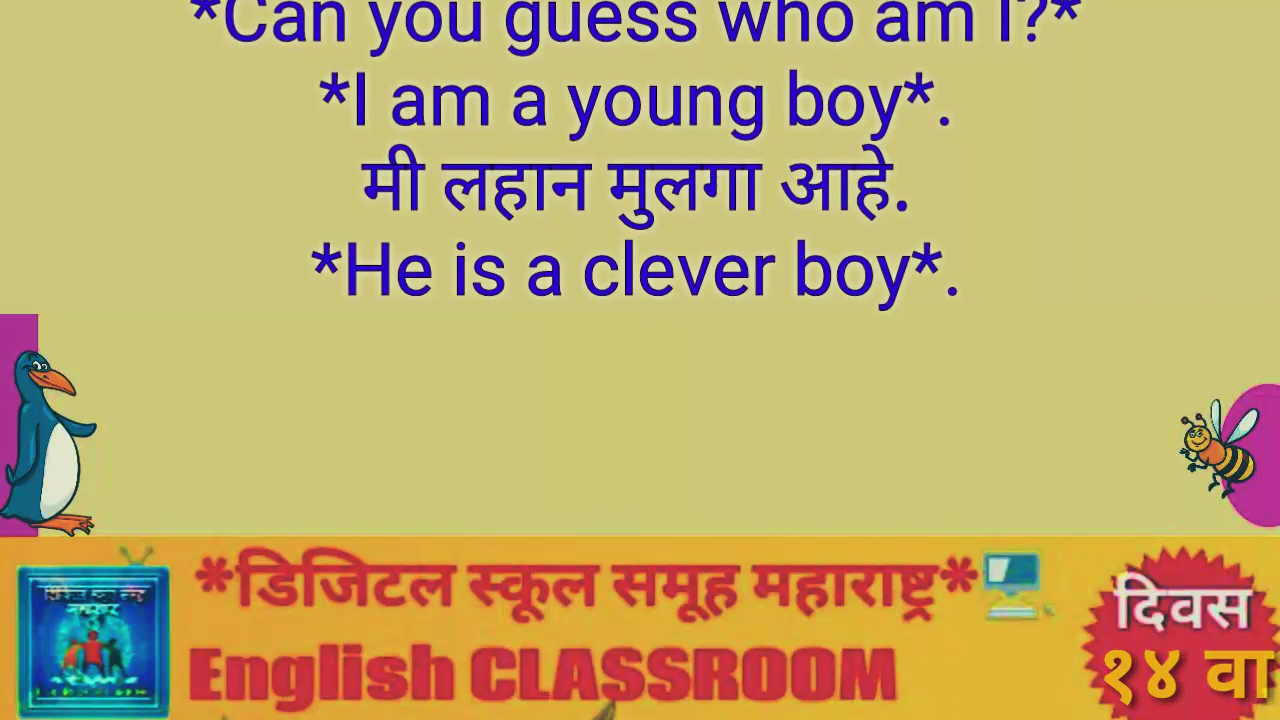 *Can you guess who am I?*
*I am a young boy*.
मी लहान मुलगा आहे.
*He is a clever boy*.
*डिजिटल स्कूल समूह महाराष्ट्र*
English CLASSROOM
दिवस
१४ वा